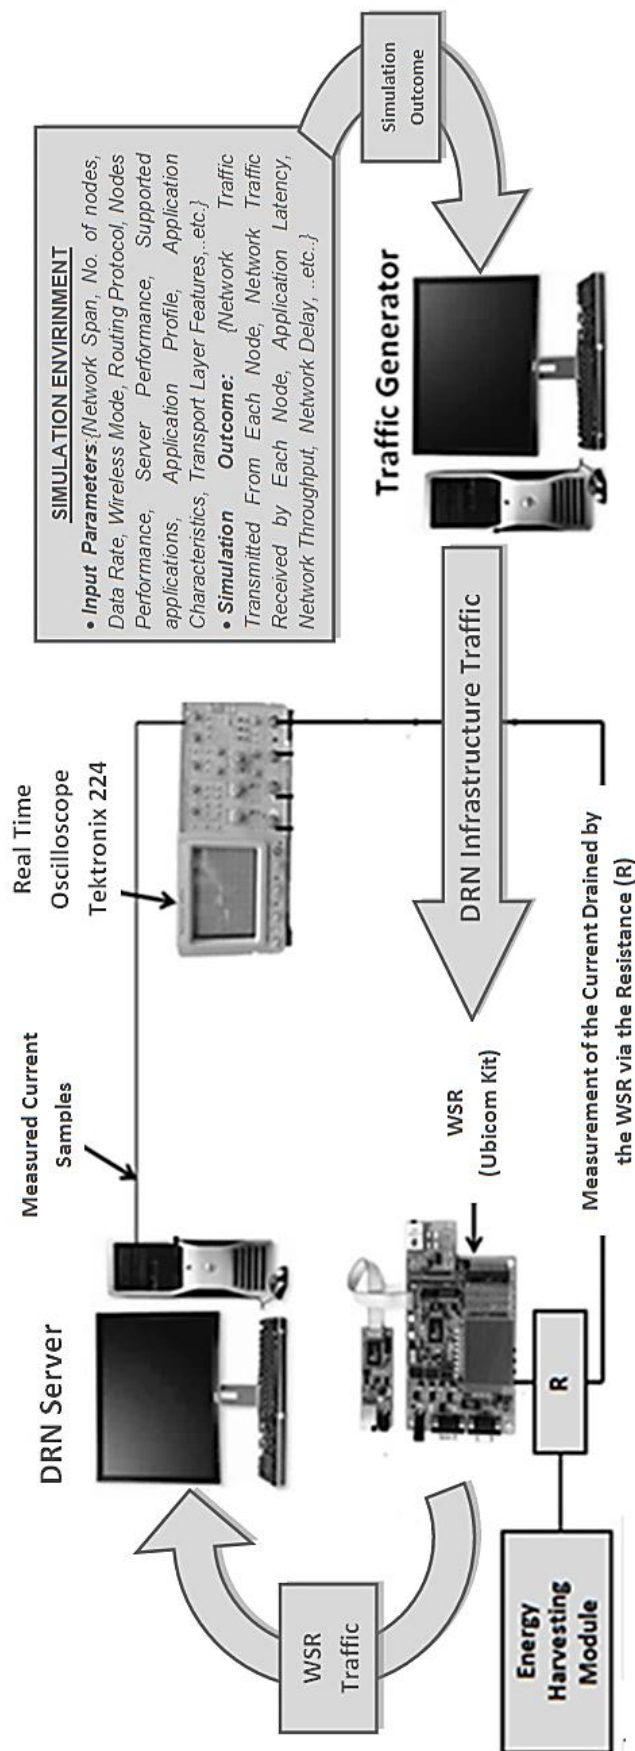 SIMULATION ENVIRINMENT
• Input Parameters:{Network Span, No. of nodes,
Data Rate, Wireless Mode, Routing Protocol, Nodes
Performance, Server Performance, Supported
applications, Application Profile, Application
Characteristics, Transport Layer Features,..etc.}
• Simulation Outcome: {Network Traffic
Transmitted From Each Node, Network Traffic
Received by Each Node, Application Latency,
Network Throughput, Network Delay, ..etc..}
Simulation
Outcome
Traffic Generator
DRN Infrastructure Traffic
Real Time
Oscilloscope
Tektronix 224
Measured Current
Samples
DRN Server
WSR
(Ubicom Kit)
WSR
Traffic
R
Energy
Harvesting
Module
Measurement of the Current Drained by
the WSR via the Resistance (R)